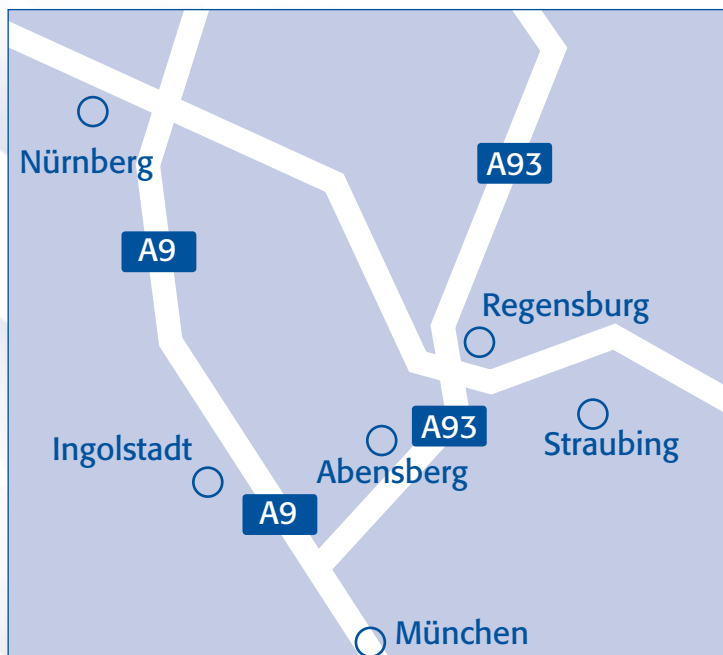 Nürnberg
A93
A9
Regensburg
A93
Straubing
Ingolstadt
Abensberg
A9
München